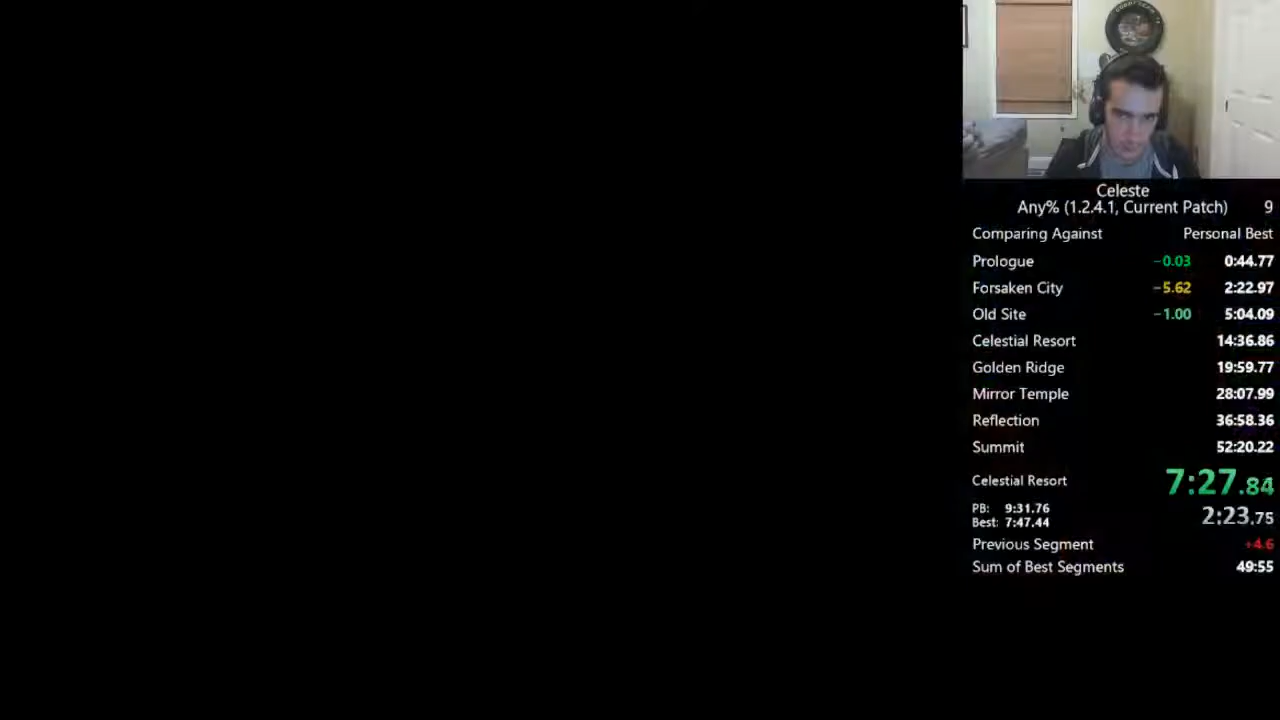 Celeste
Any% (1.2.4.1, Current Patch) 9
Comparing Against Personal Best
Prologue −0.03 0:44.77
Forsaken City −5.62 2:22.97
Old Site −1.00 5:04.09
Celestial Resort 14:36.86
Golden Ridge 19:59.77
Mirror Temple 28:07.99
Reflection 36:58.36
Summit 52:20.22
Celestial Resort 7:27.84
PB: 9:31.76
Best: 7:47.44 2:23.75
Previous Segment +4.6
Sum of Best Segments 49:55